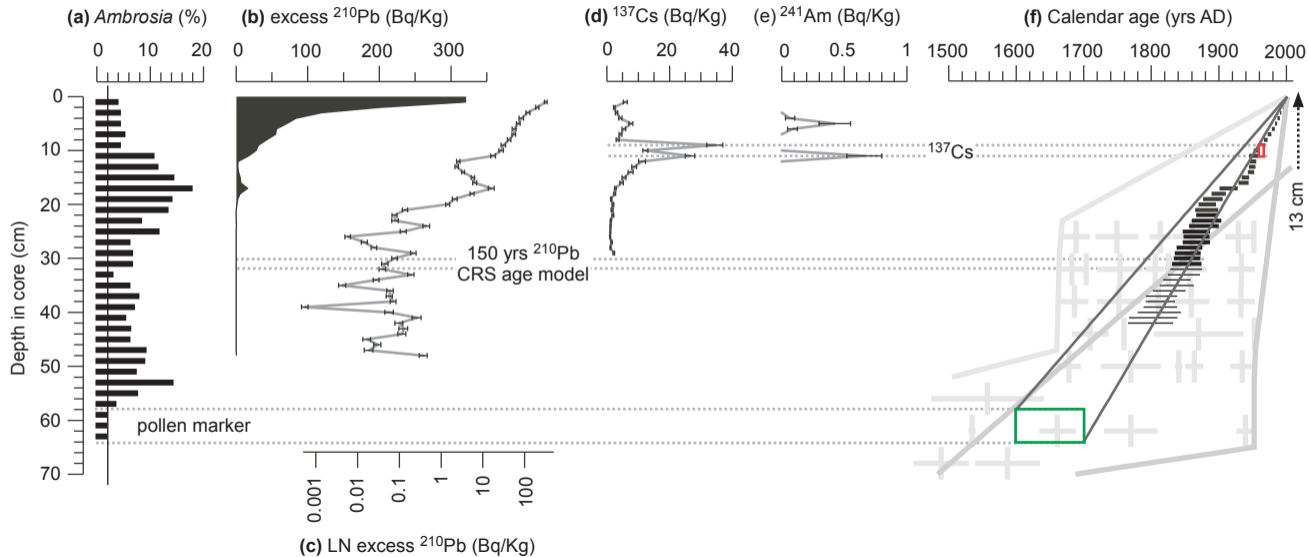 (a) Ambrosia (%)
(b) excess ²¹⁰Pb (Bq/Kg)
(d) ¹³⁷Cs (Bq/Kg)
(e) ²⁴¹Am (Bq/Kg)
(f) Calendar age (yrs AD)
0 10 20
0 100 200 300
0 20 40
0 0.5 1
1500 1600 1700 1800 1900 2000
0
10
20
30
40
50
60
70
Depth in core (cm)
¹³⁷Cs
13 cm
150 yrs ²¹⁰Pb
CRS age model
pollen marker
0.001
0.01
0.1
1
10
100
(c) LN excess ²¹⁰Pb (Bq/Kg)